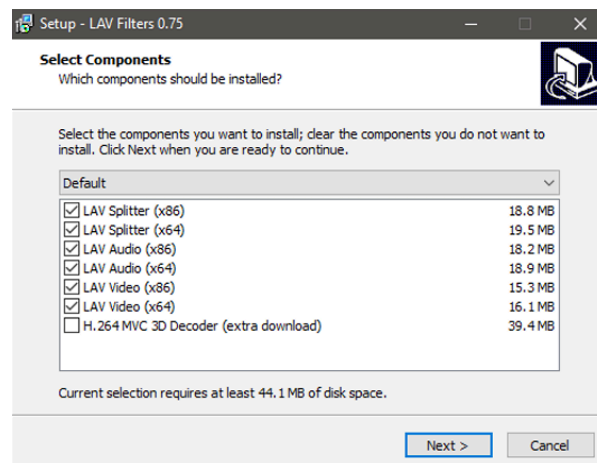 Setup - LAV Filters 0.75
Select Components
Which components should be installed?
Select the components you want to install; clear the components you do not want to
install. Click Next when you are ready to continue.
Default
LAV Splitter (x86) 18.8 MB
LAV Splitter (x64) 19.5 MB
LAV Audio (x86) 18.2 MB
LAV Audio (x64) 18.9 MB
LAV Video (x86) 15.3 MB
LAV Video (x64) 16.1 MB
H.264 MVC 3D Decoder (extra download) 39.4 MB
Current selection requires at least 44.1 MB of disk space.
Next > Cancel